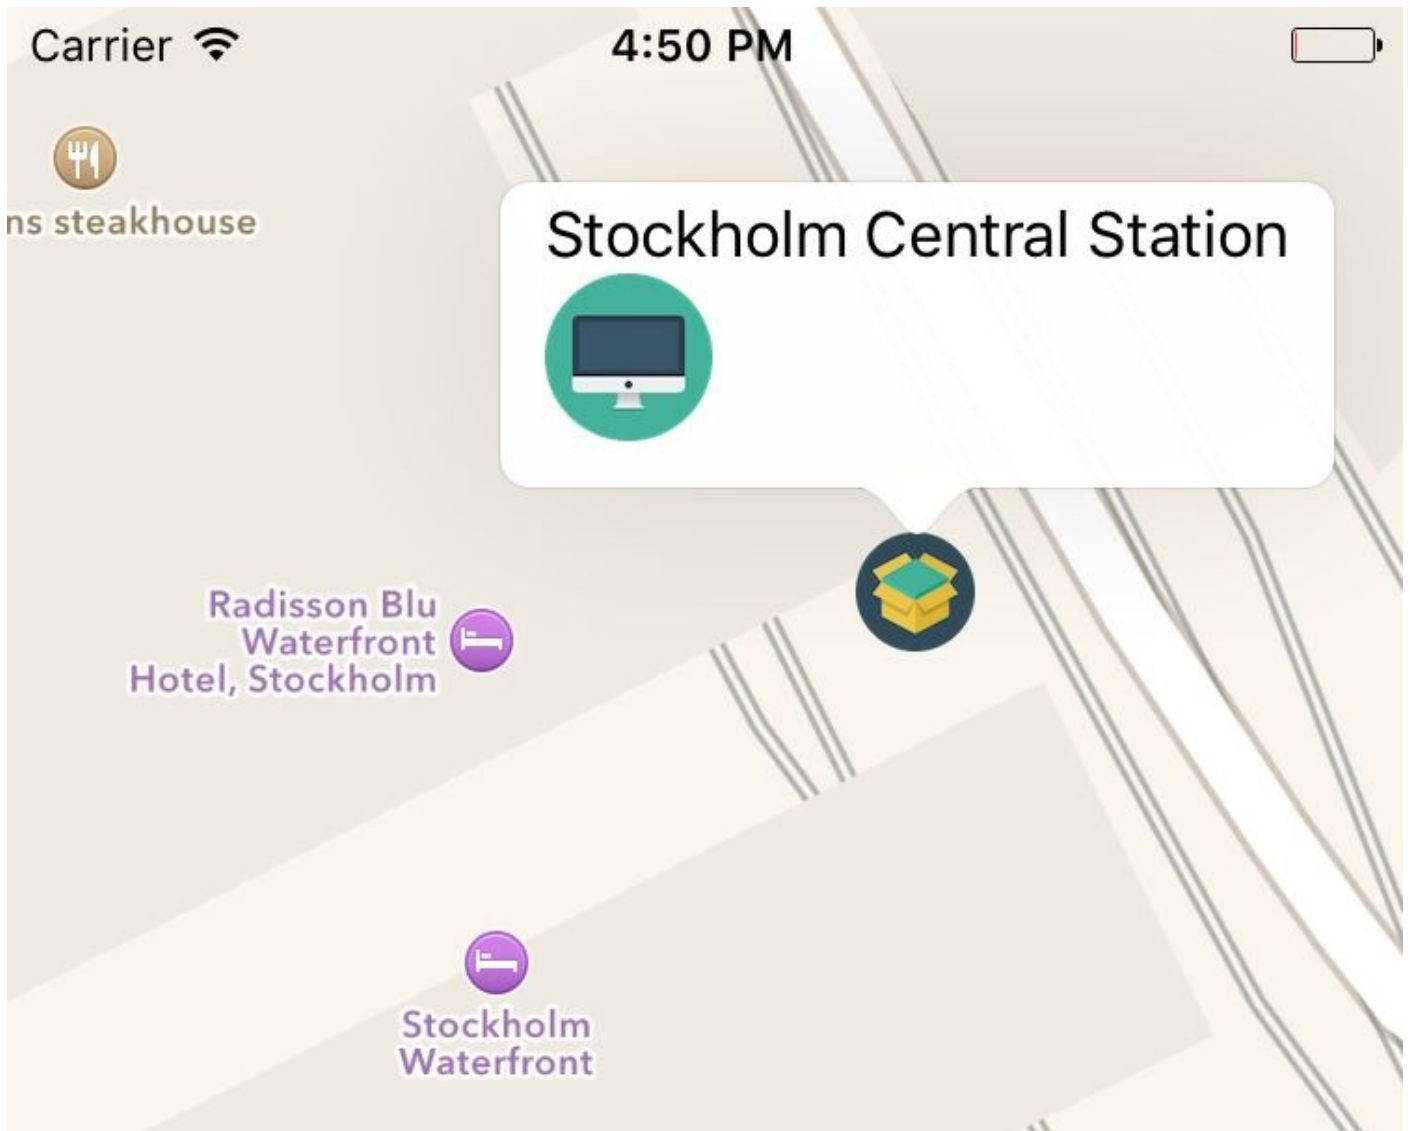 Carrier
4:50 PM
ns steakhouse
Stockholm Central Station
Radisson Blu
Waterfront
Hotel, Stockholm
Stockholm
Waterfront